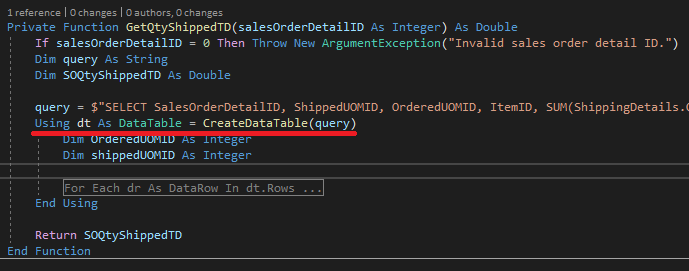 1 reference | 0 changes | 0 authors, 0 changes
Private Function GetQtyShippedTD(salesOrderDetailID As Integer) As Double
If salesOrderDetailID = 0 Then Throw New ArgumentException("Invalid sales order detail ID.")
Dim query As String
Dim SOQtyShippedTD As Double
query = $"SELECT SalesOrderDetailID, ShippedUOMID, OrderedUOMID, ItemID, SUM(ShippingDetails.
Using dt As DataTable = CreateDataTable(query)
Dim OrderedUOMID As Integer
Dim shippedUOMID As Integer
For Each dr As DataRow In dt.Rows ...
End Using
Return SOQtyShippedTD
End Function